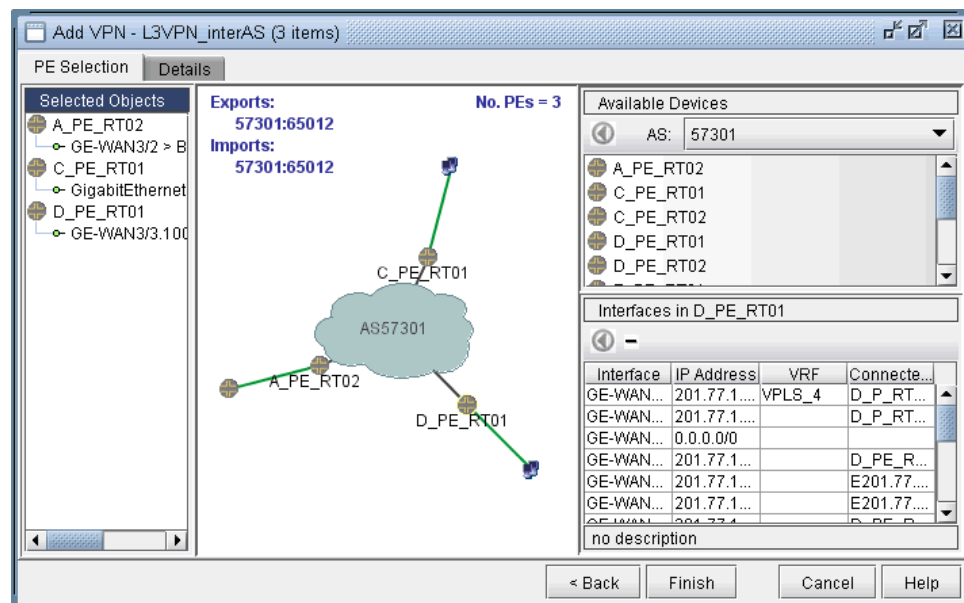 Add VPN - L3VPN_interAS (3 items)
PE Selection
Details
Selected Objects
A_PE_RT02
GE-WAN3/2 > B
C_PE_RT01
GigabitEthernet
D_PE_RT01
GE-WAN3/3.100
Exports:
57301:65012
Imports:
57301:65012
No. PEs = 3
C_PE_RT01
AS57301
A_PE_RT02
D_PE_RT01
Available Devices
AS: 57301
A_PE_RT02
C_PE_RT01
C_PE_RT02
D_PE_RT01
D_PE_RT02
Interfaces in D_PE_RT01
Interface IP Address VRF Connecte...
GE-WAN... 201.77.1.... VPLS_4 D_P_RT...
GE-WAN... 201.77.1.... D_P_RT...
GE-WAN... 0.0.0.0/0
GE-WAN... 201.77.1... D_PE_R...
GE-WAN... 201.77.1... E201.77....
GE-WAN... 201.77.1... E201.77....
no description
< Back
Finish
Cancel
Help